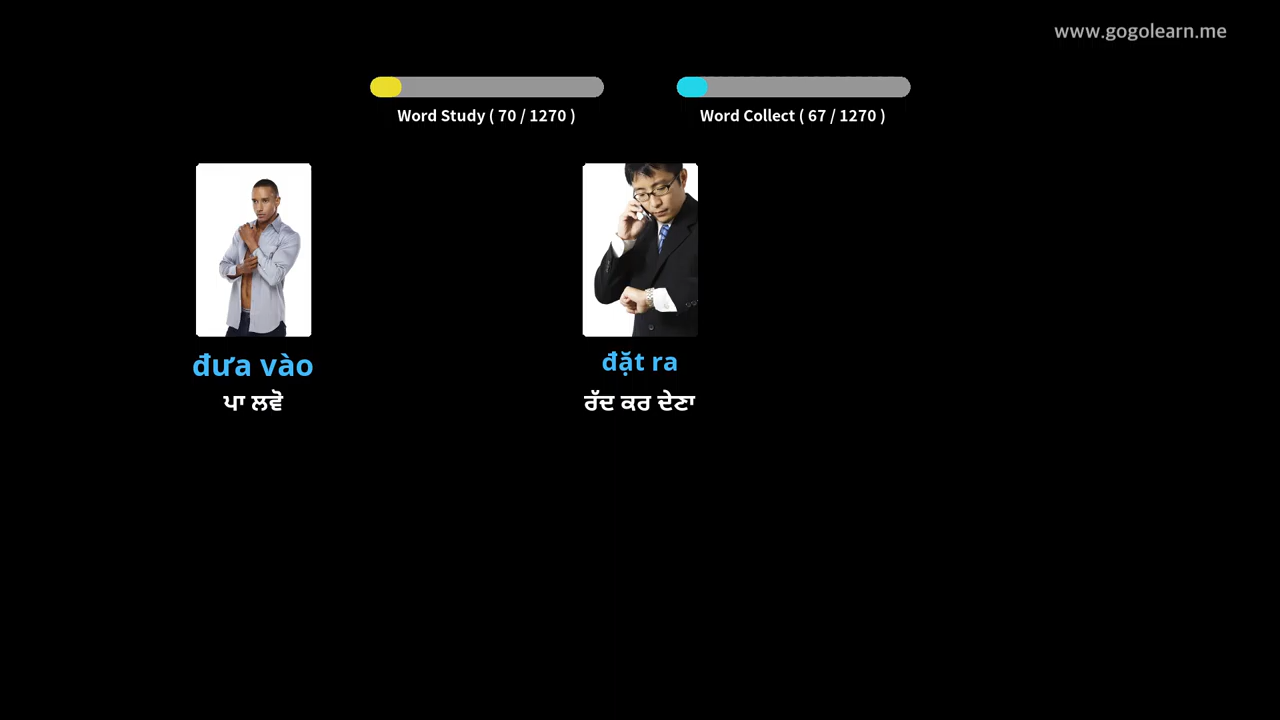 www.gogolearn.me
Word Study ( 70 / 1270 )
Word Collect ( 67 / 1270 )
đưa vào
ਪਾ ਲਵੋ
đặt ra
ਰੱਦ ਕਰ ਦੇਣਾ